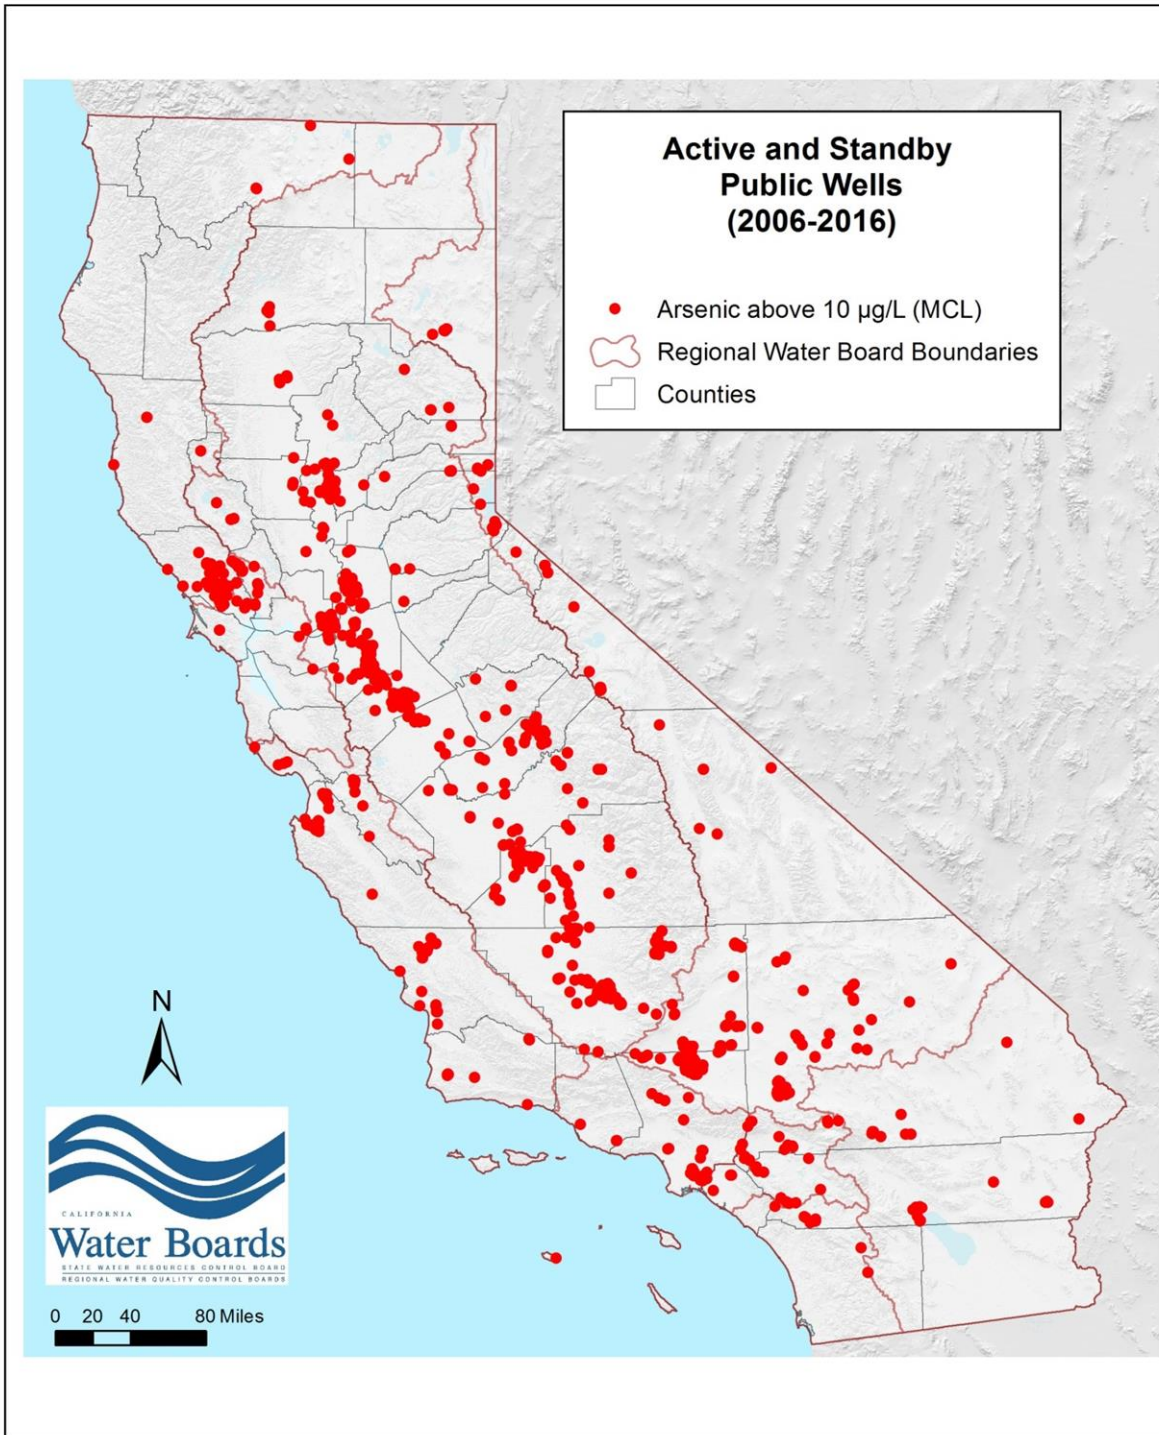 Active and Standby
Public Wells
(2006-2016)
Arsenic above 10 µg/L (MCL)
Regional Water Board Boundaries
Counties
N
CALIFORNIA
Water Boards
STATE WATER RESOURCES CONTROL BOARD
REGIONAL WATER QUALITY CONTROL BOARDS
0 20 40 80 Miles